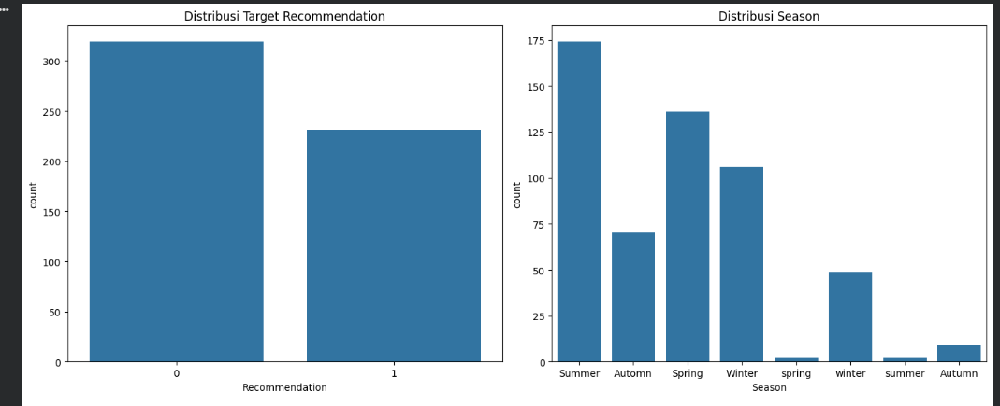 Distribusi Target Recommendation
300
250
200
150
100
50
0
count
0 1
Recommendation
Distribusi Season
175
150
125
100
75
50
25
0
count
Summer Automn Spring Winter spring winter summer Autumn
Season